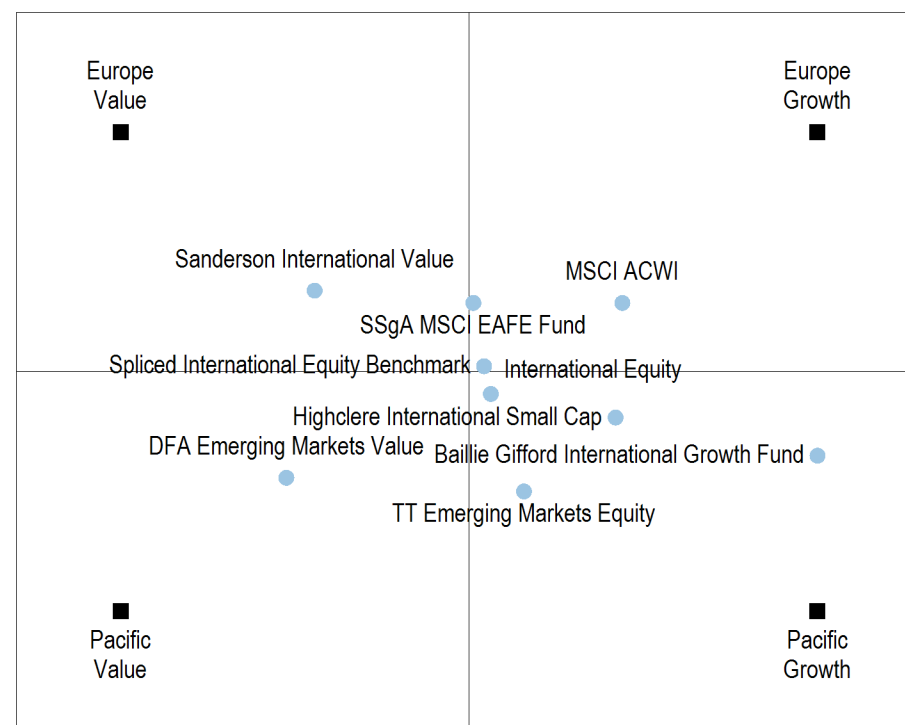 Europe
Value
Europe
Growth
Sanderson International Value
MSCI ACWI
SSgA MSCI EAFE Fund
Spliced International Equity Benchmark
International Equity
Highclere International Small Cap
DFA Emerging Markets Value
Baillie Gifford International Growth Fund
TT Emerging Markets Equity
Pacific
Value
Pacific
Growth